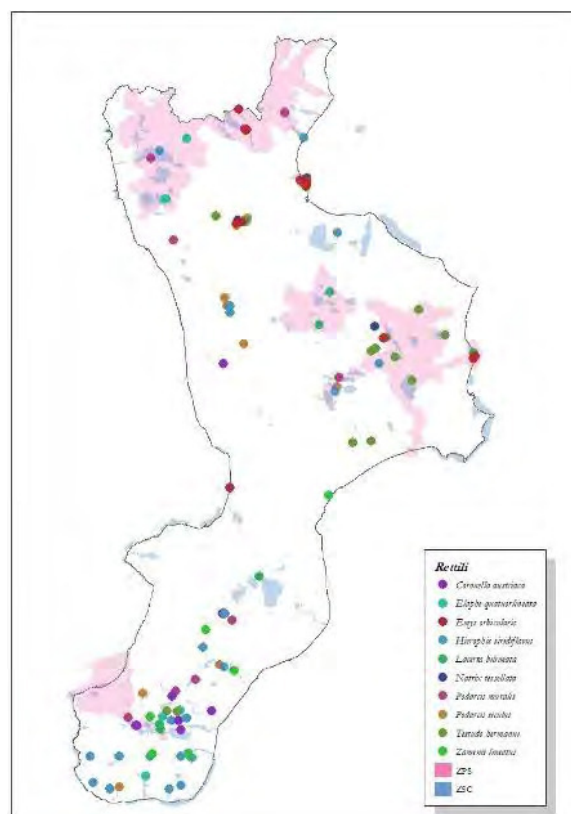 Rettili
Coronella austriaca
Elaphe quatuorlineata
Emys orbicularis
Hierophis viridiflavus
Lacerta bilineata
Natrix tessellata
Podarcis muralis
Podarcis siculus
Testudo hermanni
Zamenis lineatus
ZPS
ZSC